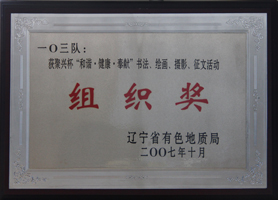 一〇三队：
获聚兴杯“和谐·健康·奉献”书法、绘画、摄影、征文活动
组织奖
辽宁省有色地质局
二〇〇七年十月